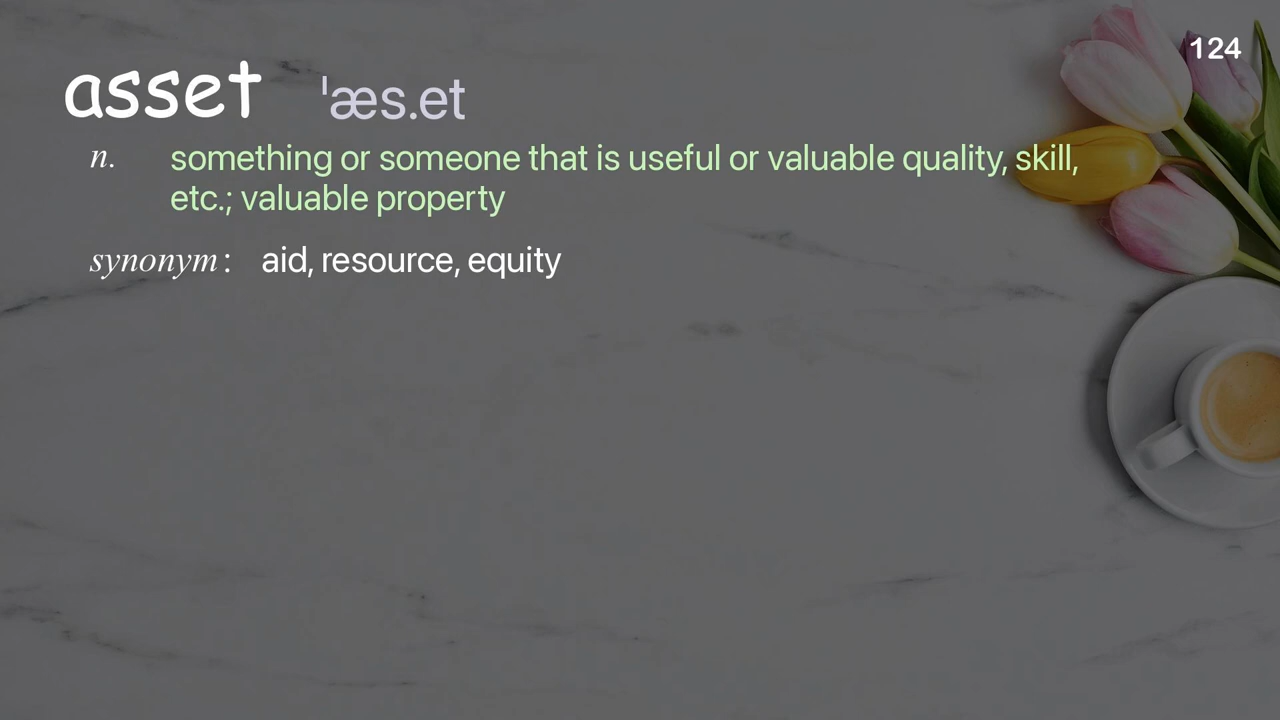 124
asset ˈæs.et
n. something or someone that is useful or valuable quality, skill,
etc.; valuable property
synonym: aid, resource, equity